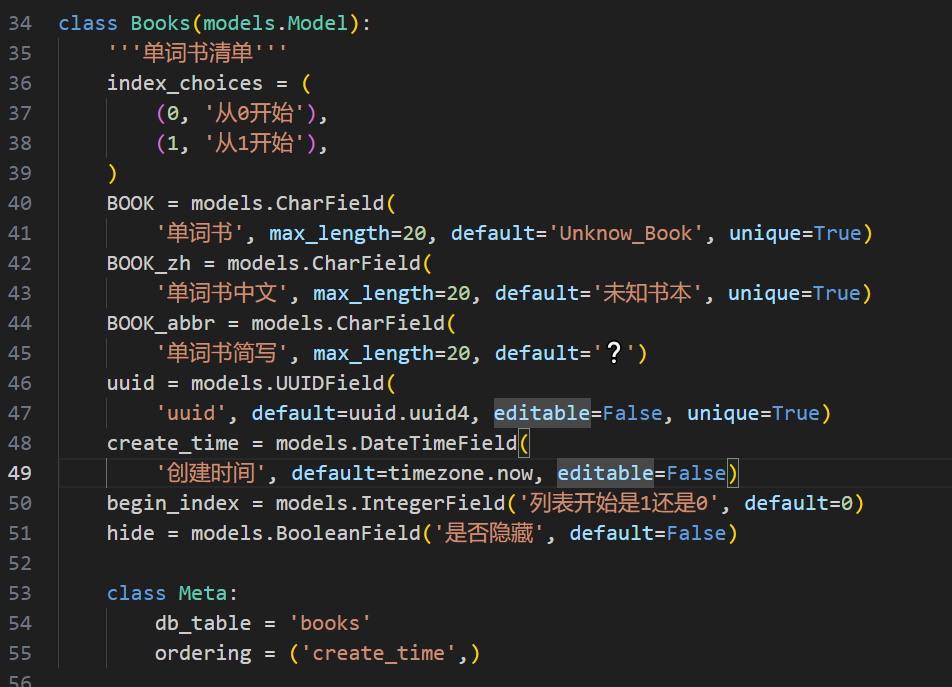 34 class Books(models.Model):
35     '''单词书清单'''
36     index_choices = (
37         (0, '从0开始'),
38         (1, '从1开始'),
39     )
40     BOOK = models.CharField(
41         '单词书', max_length=20, default='Unknow_Book', unique=True)
42     BOOK_zh = models.CharField(
43         '单词书中文', max_length=20, default='未知书本', unique=True)
44     BOOK_abbr = models.CharField(
45         '单词书简写', max_length=20, default='❔')
46     uuid = models.UUIDField(
47         'uuid', default=uuid.uuid4, editable=False, unique=True)
48     create_time = models.DateTimeField(
49         '创建时间', default=timezone.now, editable=False)
50     begin_index = models.IntegerField('列表开始是1还是0', default=0)
51     hide = models.BooleanField('是否隐藏', default=False)
52
53     class Meta:
54         db_table = 'books'
55         ordering = ('create_time',)
56